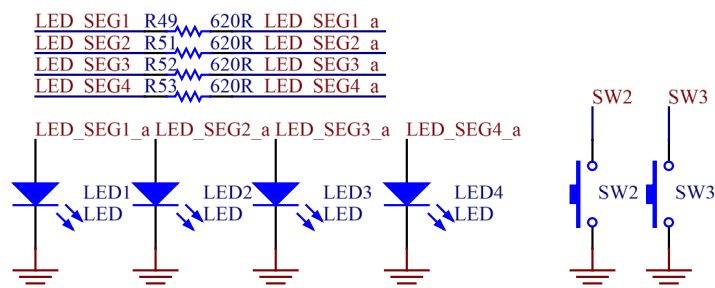 LED_SEG1 R49 620R LED_SEG1_a
LED_SEG2 R51 620R LED_SEG2_a
LED_SEG3 R52 620R LED_SEG3_a
LED_SEG4 R53 620R LED_SEG4_a
SW2 SW3
LED_SEG1_a LED_SEG2_a LED_SEG3_a LED_SEG4_a
LED1 LED2 LED3 LED4 SW2 SW3
LED LED LED LED